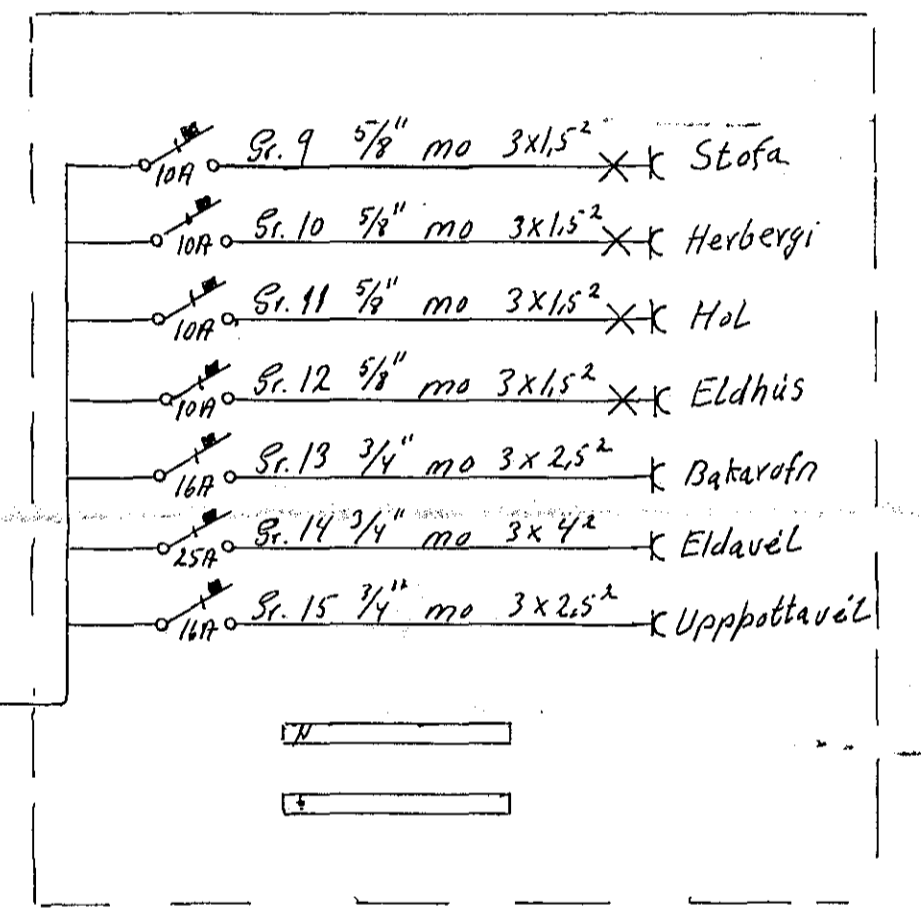 10A Gr. 9 5/8" mo 3x1,5² Stofa
10A Gr. 10 5/8" mo 3x1,5² Herbergi
10A Gr. 11 5/8" mo 3x1,5² Hol
10A Gr. 12 5/8" mo 3x1,5² Eldhús
16A Gr. 13 3/4" mo 3x2,5² Bakarofn
25A Gr. 14 3/4" mo 3x4² Eldavél
16A Gr. 15 3/4" mo 3x2,5² Uppþottavél
N